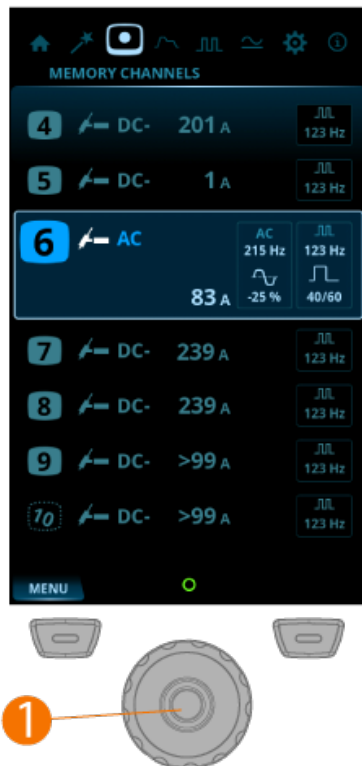 MEMORY CHANNELS
4 DC- 201 A 123 Hz
5 DC- 1 A 123 Hz
6 AC AC
215 Hz 123 Hz
83 A -25 % 40/60
7 DC- 239 A 123 Hz
8 DC- 239 A 123 Hz
9 DC- >99 A 123 Hz
10 DC- >99 A 123 Hz
MENU
1